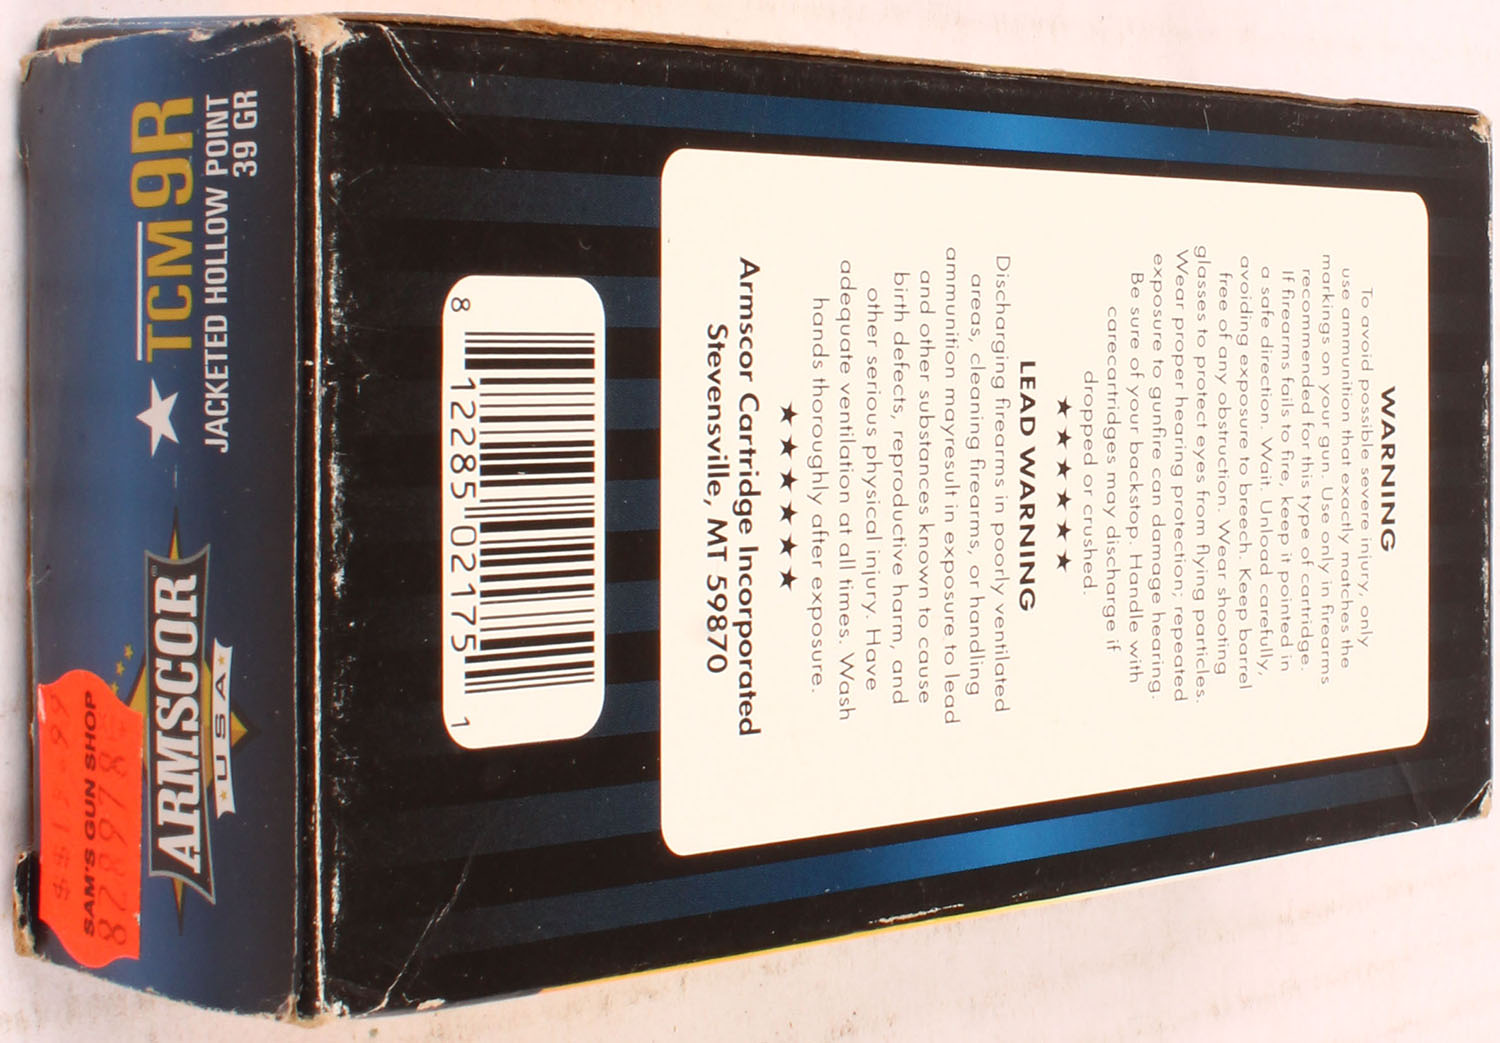 TCM 9R
JACKETED HOLLOW POINT
39 GR
ARMSCOR
USA
SAM'S GUN SHOP
8 12285 02175 1
WARNING
To avoid possible severe injury, only
use ammunition that exactly matches the
markings on your gun. Use only in firearms
recommended for this type of cartridge.
If firearms fails to fire, keep it pointed in
a safe direction. Wait. Unload carefully,
avoiding exposure to breech. Keep barrel
free of any obstruction. Wear shooting
glasses to protect eyes from flying particles.
Wear proper hearing protection; repeated
exposure to gunfire can damage hearing.
Be sure of your backstop. Handle with
carecartridges may discharge if
dropped or crushed.
★★★★★★
LEAD WARNING
Discharging firearms in poorly ventilated
areas, cleaning firearms, or handling
ammunition mayresult in exposure to lead
and other substances known to cause
birth defects, reproductive harm, and
other serious physical injury. Have
adequate ventilation at all times. Wash
hands thoroughly after exposure.
★★★★★★
Armscor Cartridge Incorporated
Stevensville, MT 59870